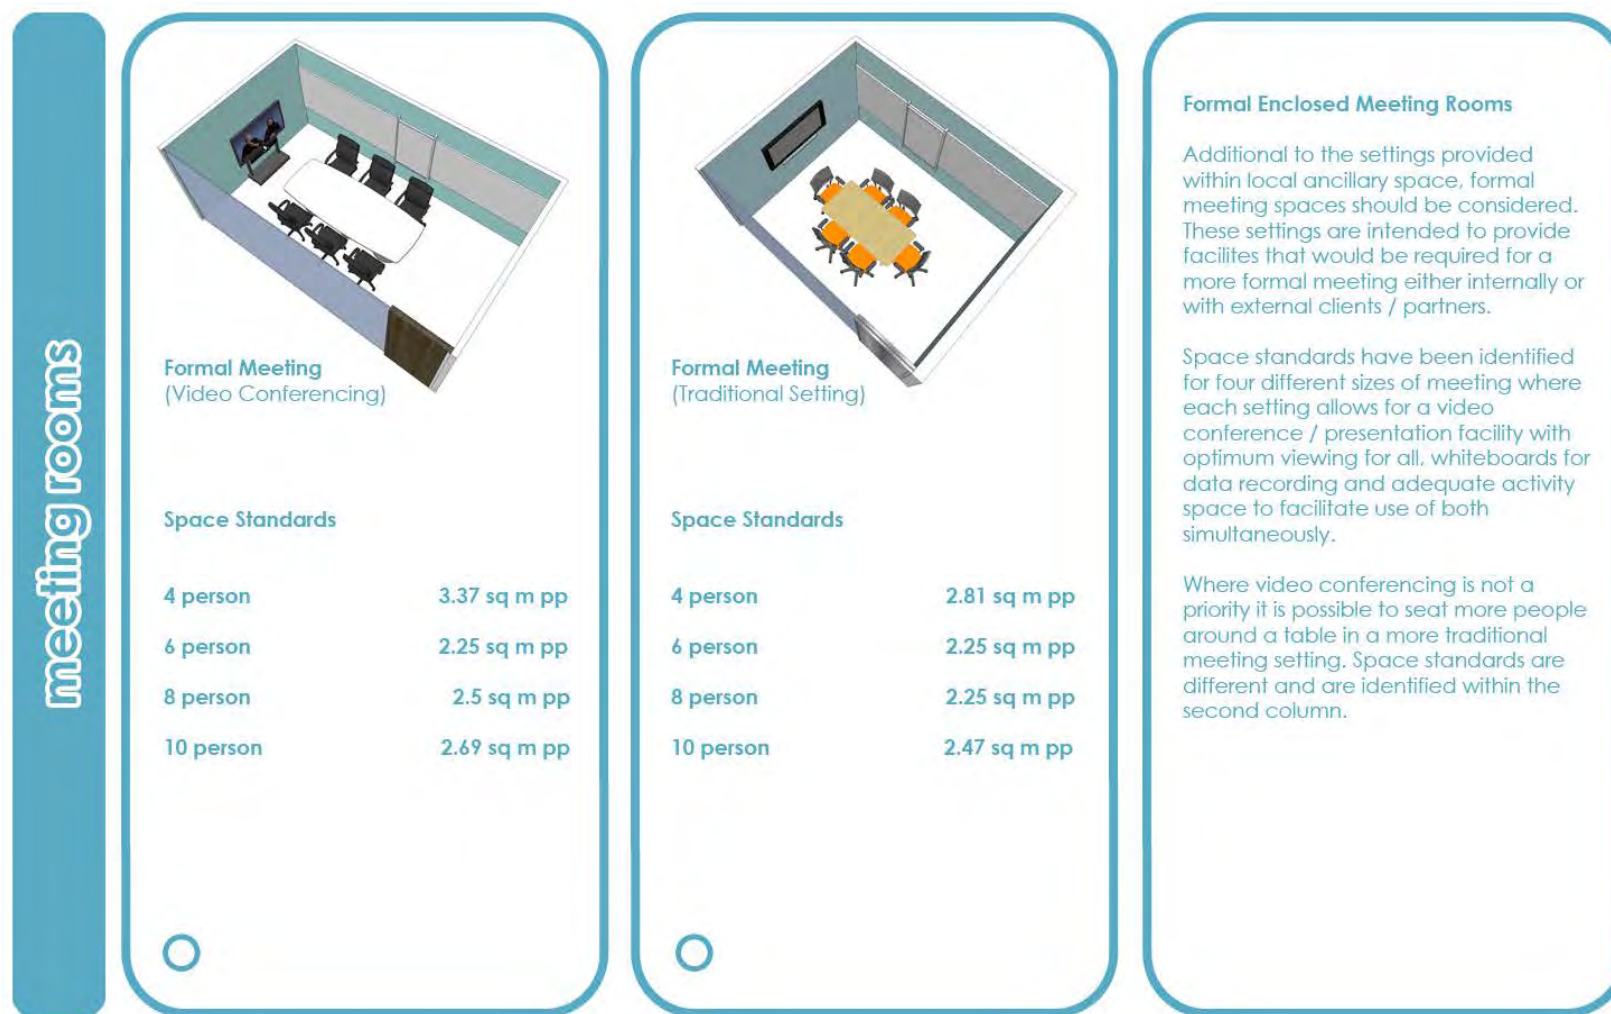 meeting rooms
Formal Meeting
(Video Conferencing)
Space Standards
4 person 3.37 sq m pp
6 person 2.25 sq m pp
8 person 2.5 sq m pp
10 person 2.69 sq m pp
Formal Meeting
(Traditional Setting)
Space Standards
4 person 2.81 sq m pp
6 person 2.25 sq m pp
8 person 2.25 sq m pp
10 person 2.47 sq m pp
Formal Enclosed Meeting Rooms
Additional to the settings provided
within local ancillary space, formal
meeting spaces should be considered.
These settings are intended to provide
facilites that would be required for a
more formal meeting either internally or
with external clients / partners.
Space standards have been identified
for four different sizes of meeting where
each setting allows for a video
conference / presentation facility with
optimum viewing for all, whiteboards for
data recording and adequate activity
space to facilitate use of both
simultaneously.
Where video conferencing is not a
priority it is possible to seat more people
around a table in a more traditional
meeting setting. Space standards are
different and are identified within the
second column.